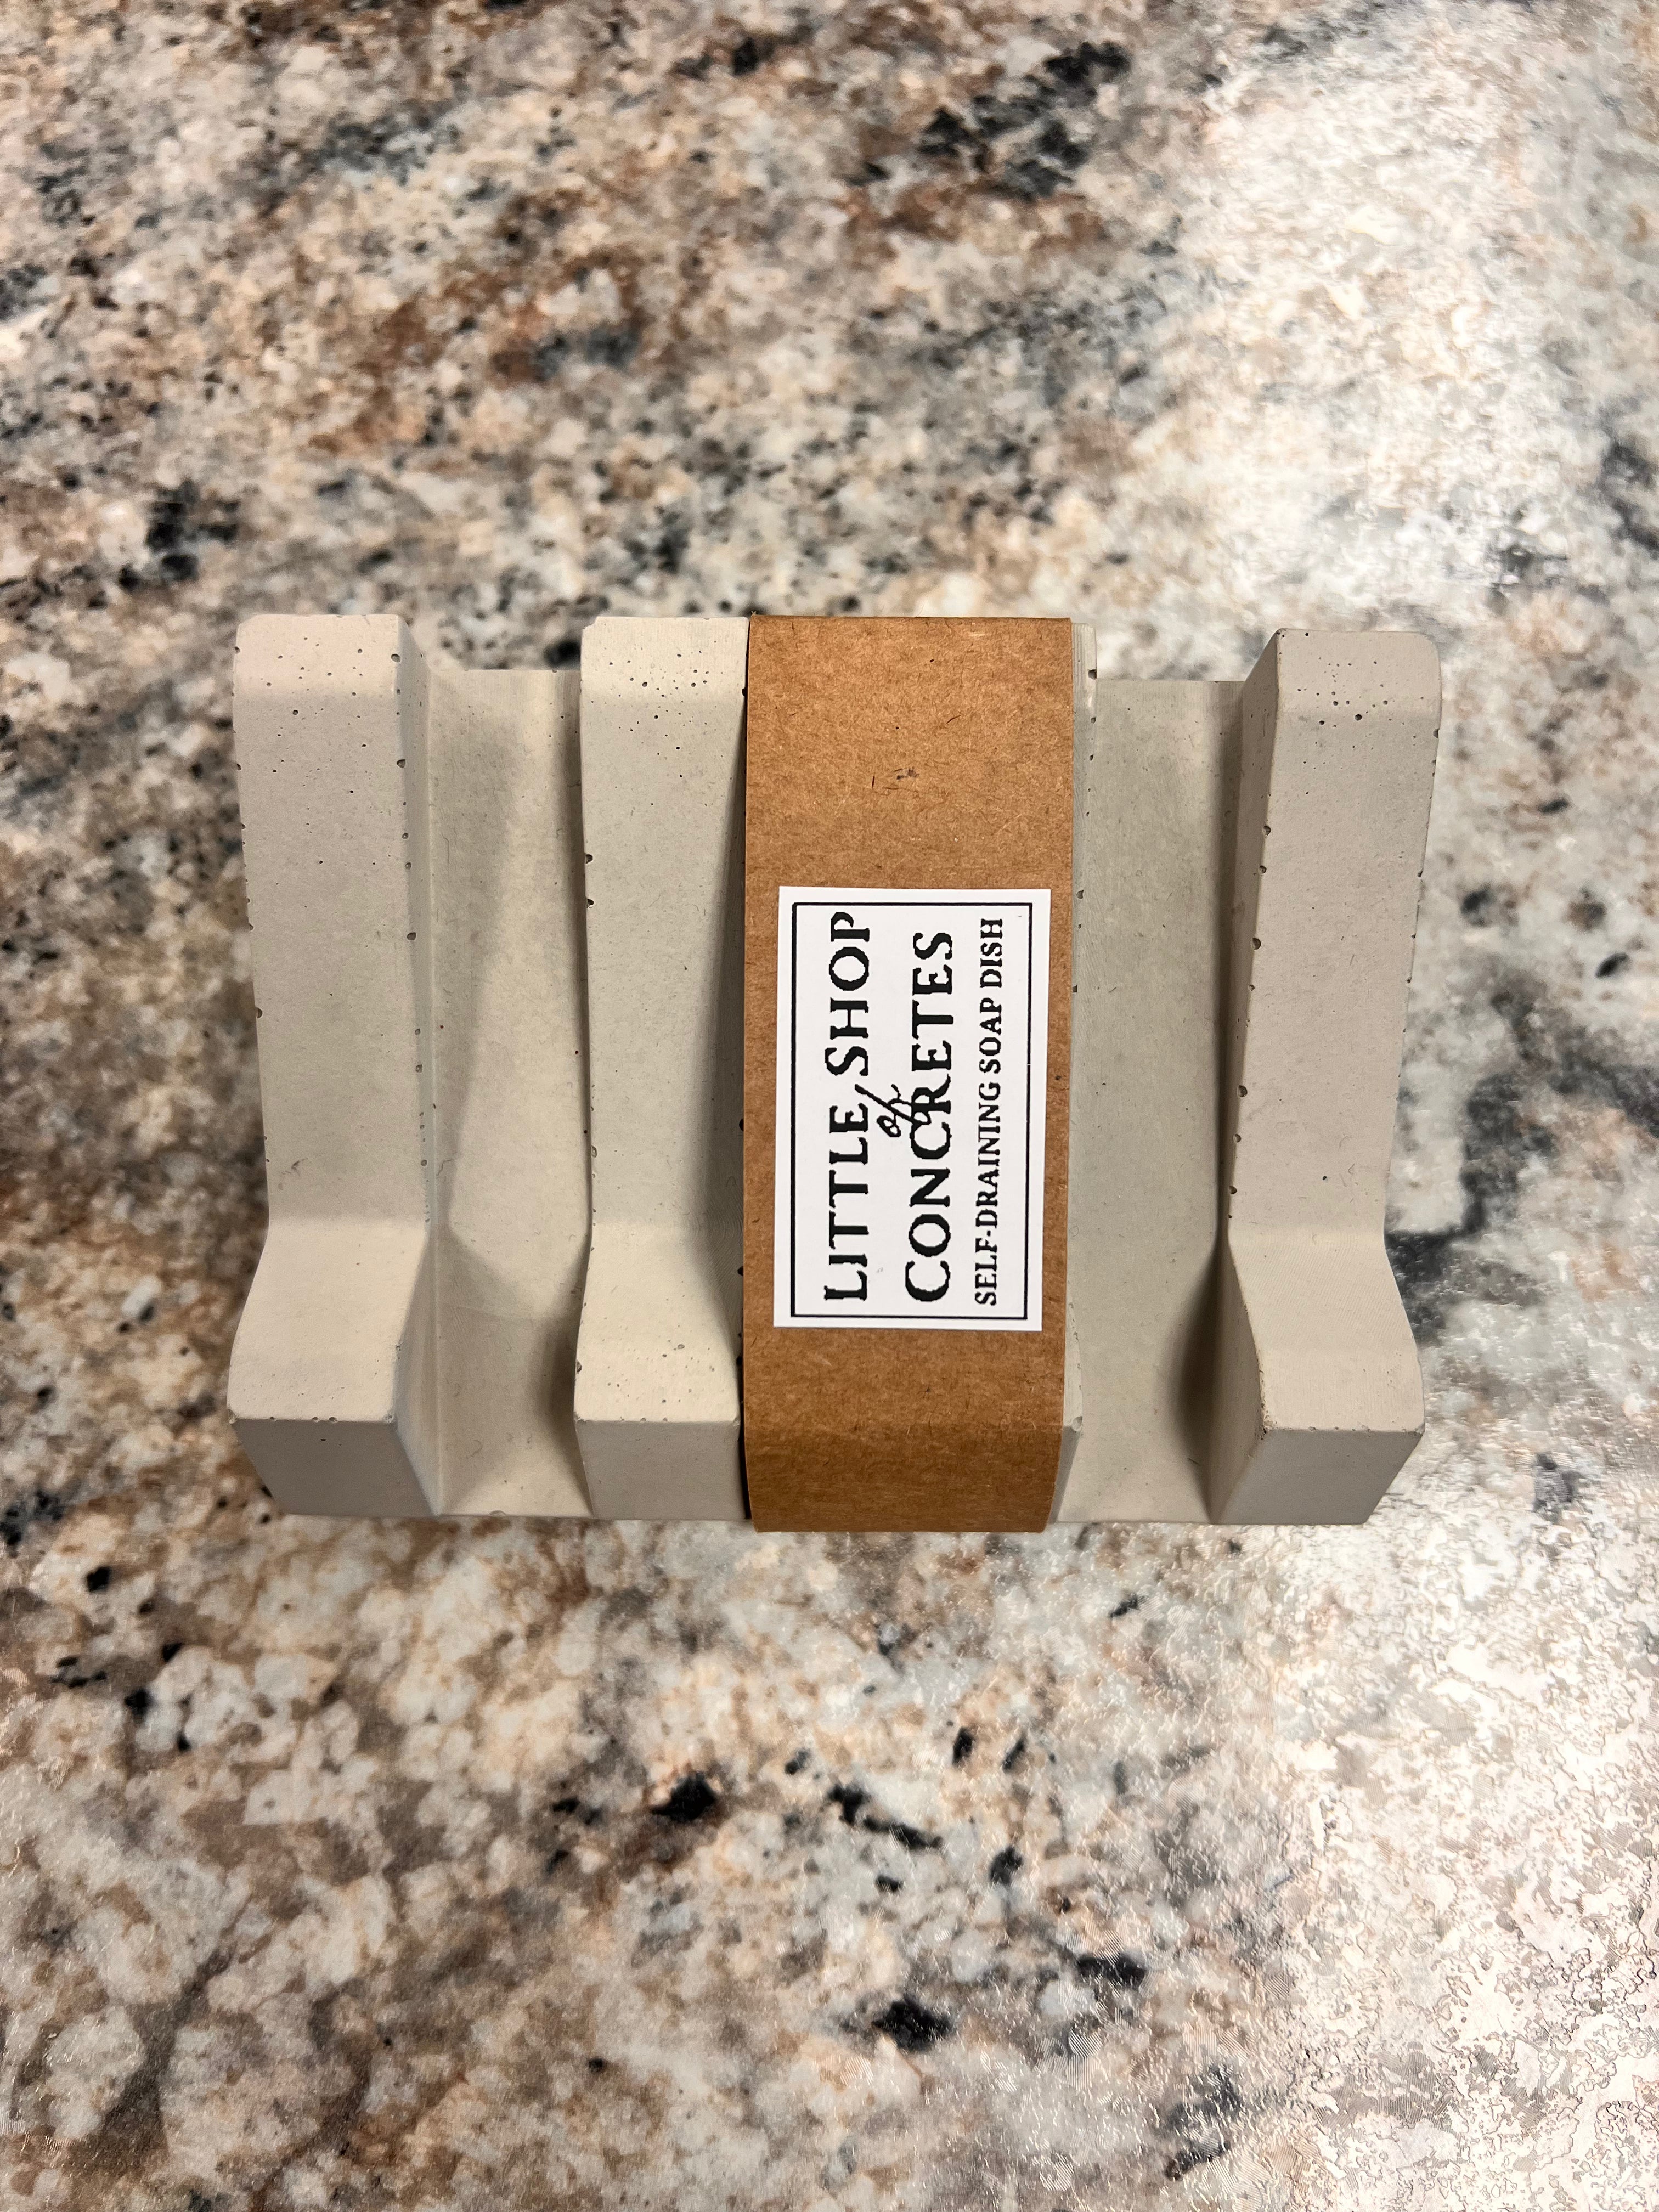 LITTLE SHOP
of
CONCRETES
SELF-DRAINING SOAP DISH